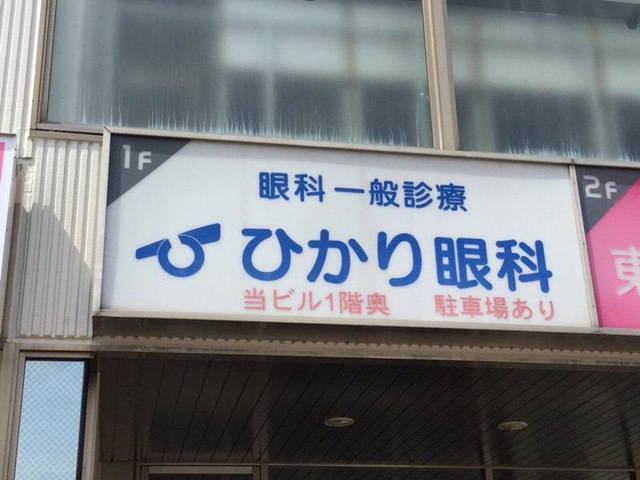 1F
眼科 一般診療
ひかり眼科
当ビル1階奥 駐車場あり
2F
東